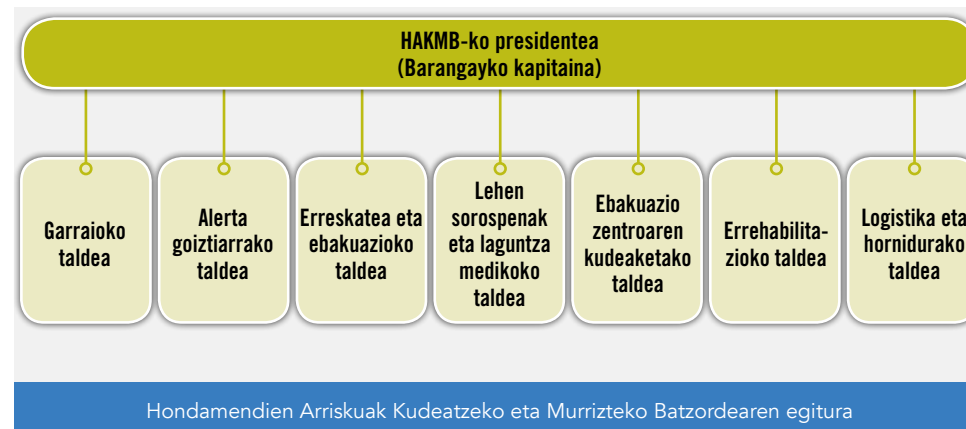 HAKMB-ko presidentea
(Barangayko kapitaina)
Garraioko
taldea
Alerta
goiztiarrako
taldea
Erreskatea eta
ebakuazioko
taldea
Lehen
sorospenak
eta laguntza
medikoko
taldea
Ebakuazio
zentroaren
kudeaketako
taldea
Errehabilita-
zioko taldea
Logistika eta
hornidurako
taldea
Hondamendien Arriskuak Kudeatzeko eta Murrizteko Batzordearen egitura